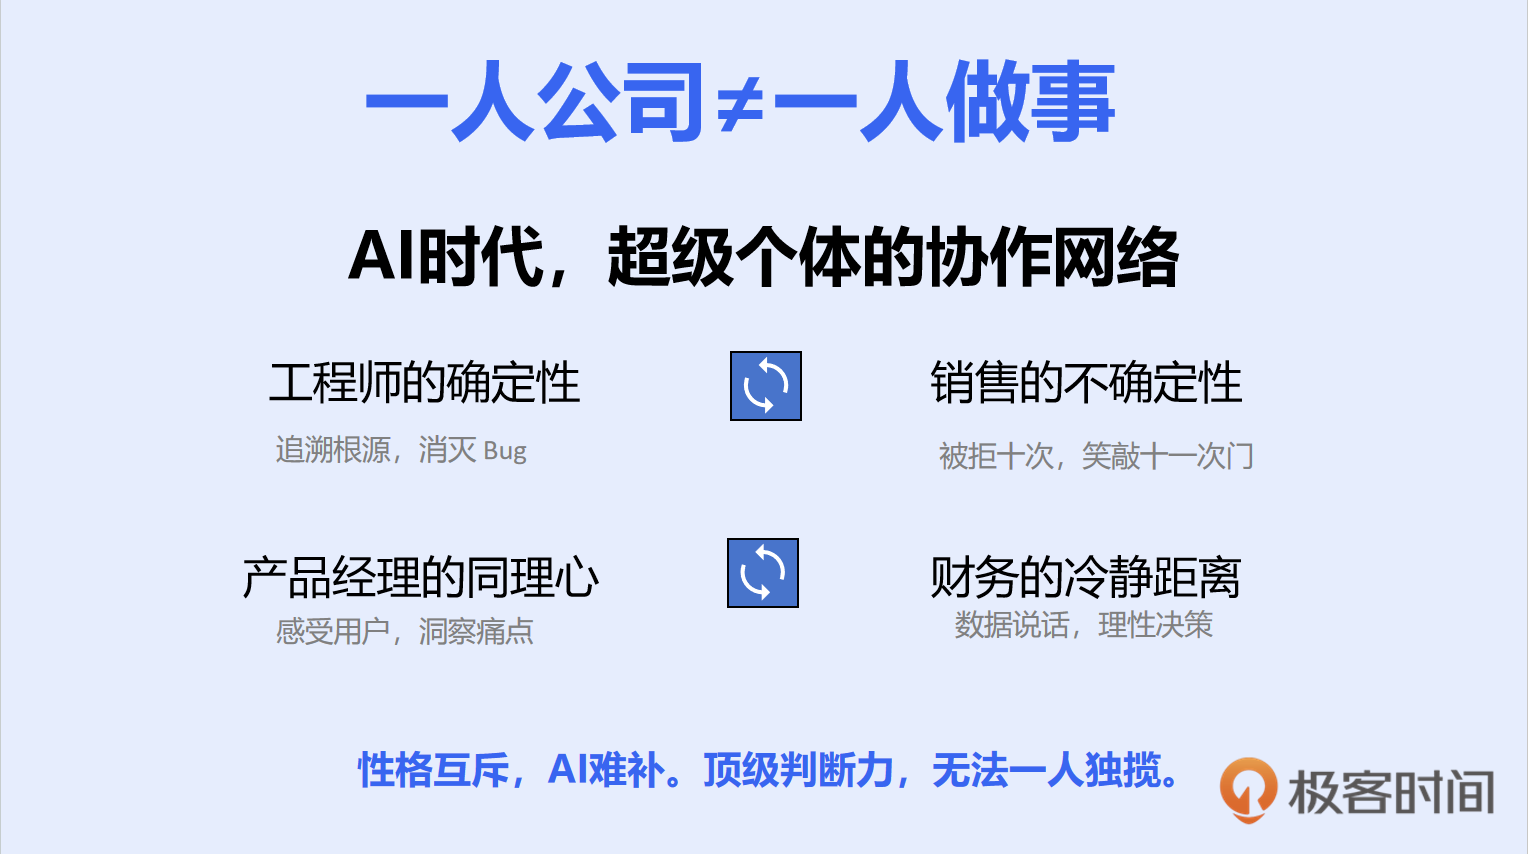 一人公司≠一人做事
AI时代，超级个体的协作网络
工程师的确定性
销售的不确定性
追溯根源，消灭 Bug
被拒十次，笑敲十一次门
产品经理的同理心
财务的冷静距离
感受用户，洞察痛点
数据说话，理性决策
性格互斥，AI难补。顶级判断力，无法一人独揽。
极客时间